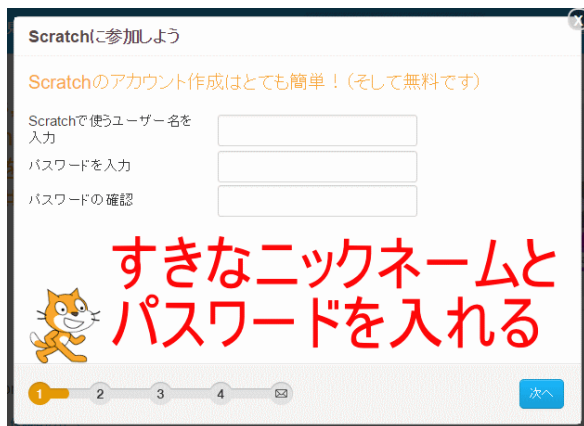 Scratchに参加しよう
Scratchのアカウント作成はとても簡単！（そして無料です）
Scratchで使うユーザー名を
入力
パスワードを入力
パスワードの確認
すきなニックネームと
パスワードを入れる
1 2 3 4
次へ